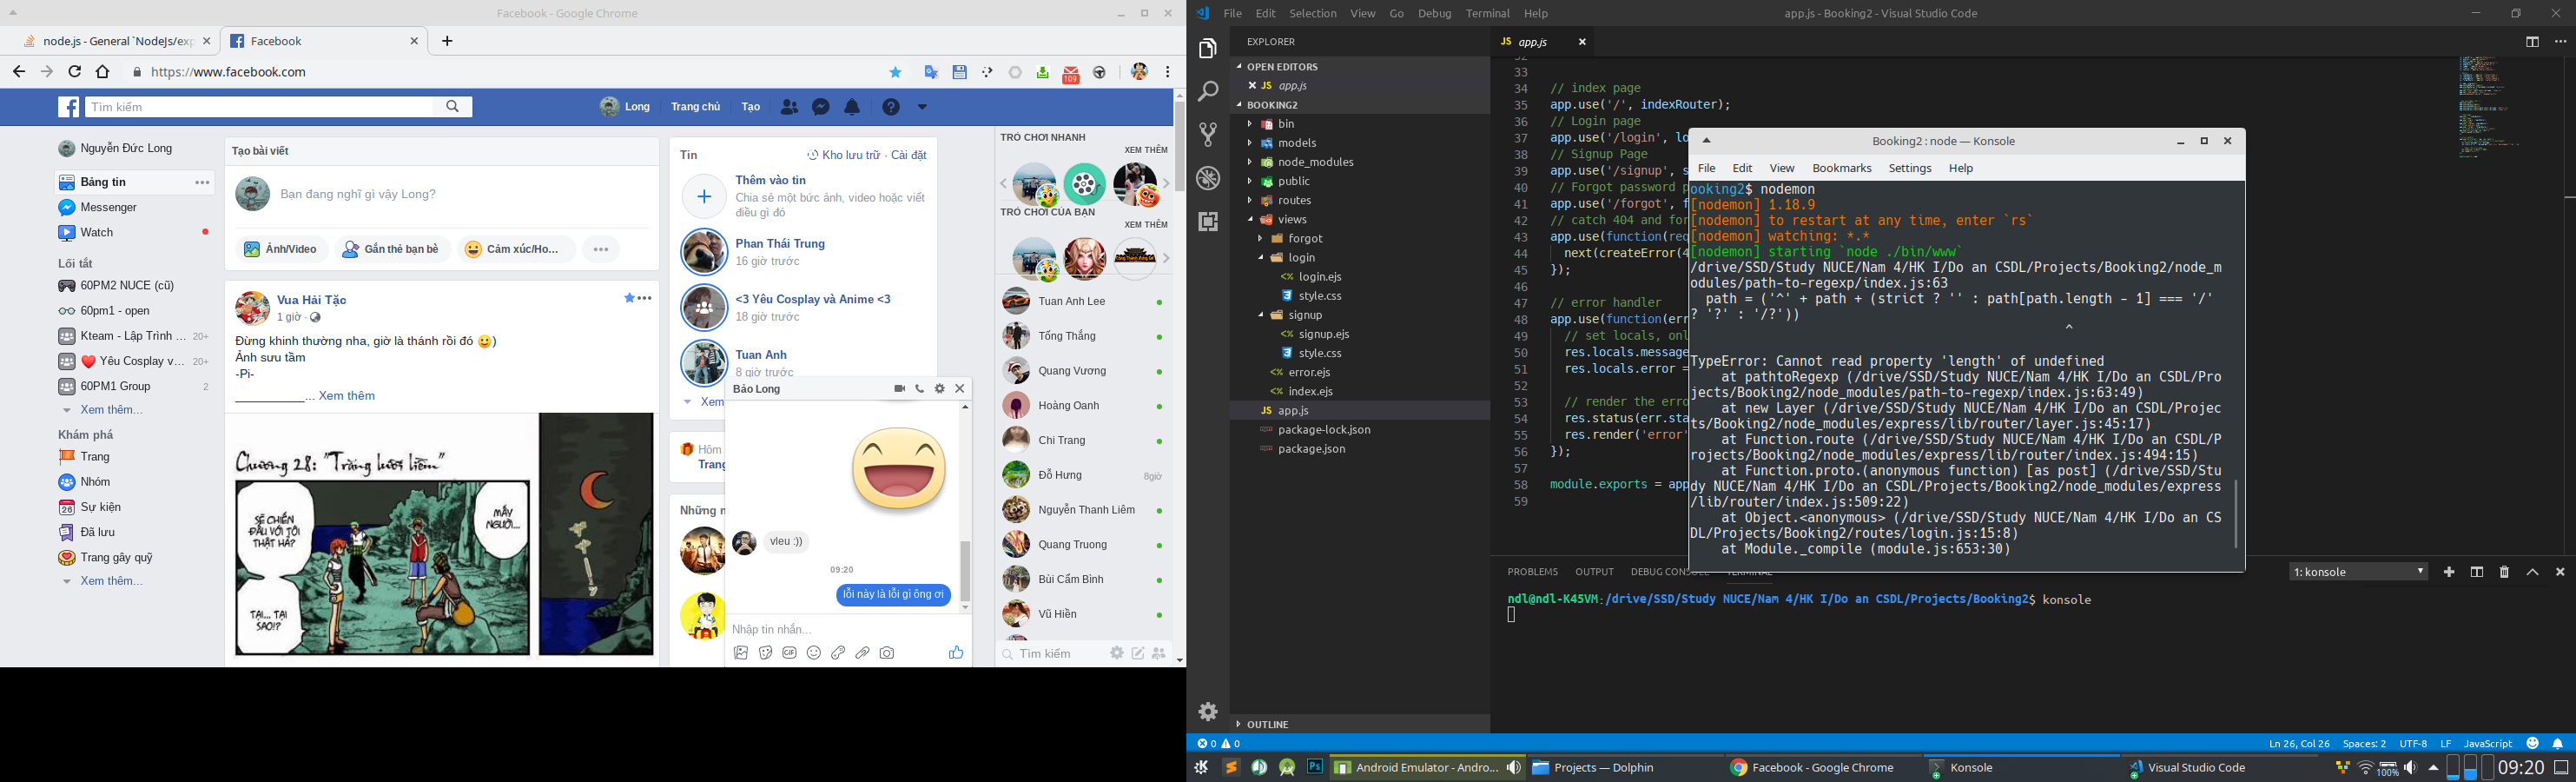 Facebook - Google Chrome
node.js - General `NodeJs/exp
Facebook
https://www.facebook.com
109
Tìm kiếm
Long
Trang chủ
Tạo
Nguyễn Đức Long
Bảng tin
Messenger
Watch
Lối tắt
60PM2 NUCE (cũ)
60pm1 - open
Kteam - Lập Trình ... 20+
Yêu Cosplay v... 20+
60PM1 Group 2
Xem thêm...
Khám phá
Trang
Nhóm
Sự kiện
Đã lưu
Trang gây quỹ
Xem thêm...
Tạo bài viết
Bạn đang nghĩ gì vậy Long?
Ảnh/Video
Gắn thẻ bạn bè
Cảm xúc/Ho...
Vua Hải Tặc
1 giờ ·
Đừng khinh thường nha, giờ là thánh rồi đó 😀)
Ảnh sưu tầm
-Pi-
__________... Xem thêm
Chương 28: "Trăng lưỡi liềm"
SẼ CHIẾN
ĐẤU VỚI TÔI
THẬT HẢ?
MẤY
NGƯỜI...
TẠI... TẠI
SAO!?
Tin
Kho lưu trữ · Cài đặt
Thêm vào tin
Chia sẻ một bức ảnh, video hoặc viết
điều gì đó
Phan Thái Trung
16 giờ trước
<3 Yêu Cosplay và Anime <3
18 giờ trước
Tuan Anh
8 giờ trước
Xem
Hôm
Trang
Những n
Bảo Long
vleu :))
09:20
lỗi này là lỗi gì ông ơi
Nhập tin nhắn...
GIF
TRÒ CHƠI NHANH
XEM THÊM
TRÒ CHƠI CỦA BẠN
XEM THÊM
Tuan Anh Lee
Tống Thắng
Quang Vương
Hoàng Oanh
Chi Trang
Đỗ Hưng 8giờ
Nguyễn Thanh Liêm
Quang Truong
Bùi Cẩm Bình
Vũ Hiền
Tìm kiếm
File Edit Selection View Go Debug Terminal Help
app.js - Booking2 - Visual Studio Code
EXPLORER
OPEN EDITORS
JS app.js
BOOKING2
bin
models
node_modules
public
routes
views
forgot
login
login.ejs
style.css
signup
signup.ejs
style.css
error.ejs
index.ejs
JS app.js
package-lock.json
package.json
OUTLINE
JS app.js
32
33
34 // index page
35 app.use('/', indexRouter);
36 // Login page
37 app.use('/login', lo
38 // Signup Page
39 app.use('/signup', s
40 // Forgot password p
41 app.use('/forgot', f
42 // catch 404 and for
43 app.use(function(req
44 next(createError(4
45 });
46
47 // error handler
48 app.use(function(err
49 // set locals, onl
50 res.locals.message
51 res.locals.error =
52
53 // render the erro
54 res.status(err.sta
55 res.render('error'
56 });
57
58 module.exports = app
59
Booking2 : node — Konsole
File Edit View Bookmarks Settings Help
ooking2$ nodemon
[nodemon] 1.18.9
[nodemon] to restart at any time, enter `rs`
[nodemon] watching: *.*
[nodemon] starting `node ./bin/www`
/drive/SSD/Study NUCE/Nam 4/HK I/Do an CSDL/Projects/Booking2/node_m
odules/path-to-regexp/index.js:63
path = ('^' + path + (strict ? '' : path[path.length - 1] === '/'
? '?' : '/?'))
^
TypeError: Cannot read property 'length' of undefined
at pathtoRegexp (/drive/SSD/Study NUCE/Nam 4/HK I/Do an CSDL/Pro
jects/Booking2/node_modules/path-to-regexp/index.js:63:49)
at new Layer (/drive/SSD/Study NUCE/Nam 4/HK I/Do an CSDL/Projec
ts/Booking2/node_modules/express/lib/router/layer.js:45:17)
at Function.route (/drive/SSD/Study NUCE/Nam 4/HK I/Do an CSDL/P
rojects/Booking2/node_modules/express/lib/router/index.js:494:15)
at Function.proto.(anonymous function) [as post] (/drive/SSD/Stu
dy NUCE/Nam 4/HK I/Do an CSDL/Projects/Booking2/node_modules/express
/lib/router/index.js:509:22)
at Object.<anonymous> (/drive/SSD/Study NUCE/Nam 4/HK I/Do an CS
DL/Projects/Booking2/routes/login.js:15:8)
at Module._compile (module.js:653:30)
PROBLEMS OUTPUT DEBUG CONSOLE TERMINAL
1: konsole
ndl@ndl-K45VM:/drive/SSD/Study NUCE/Nam 4/HK I/Do an CSDL/Projects/Booking2$ konsole
0 0
Ln 26, Col 26 Spaces: 2 UTF-8 LF JavaScript
Ps
Android Emulator - Andro...
Projects — Dolphin
Facebook - Google Chrome
Konsole
Visual Studio Code
100%
09:20